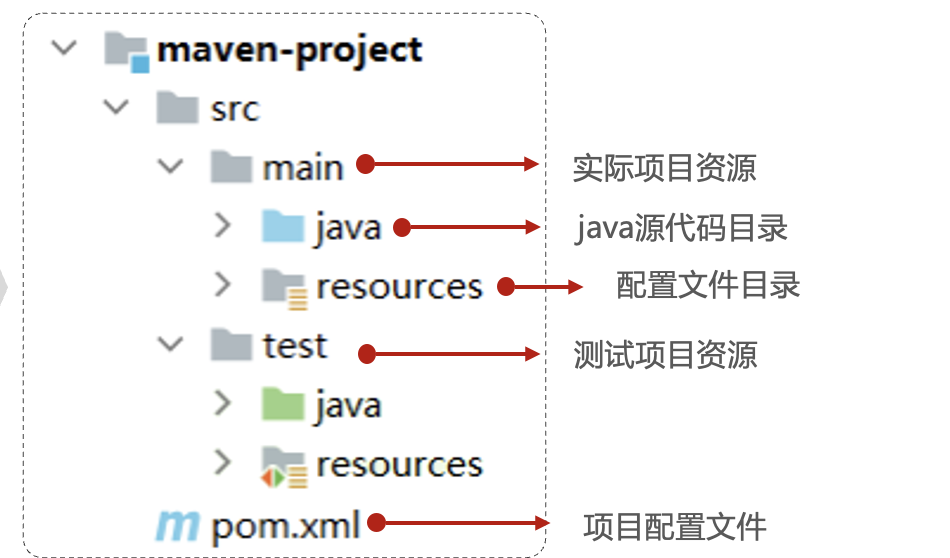 maven-project
src
main 实际项目资源
java java源代码目录
resources 配置文件目录
test 测试项目资源
java
resources
pom.xml 项目配置文件